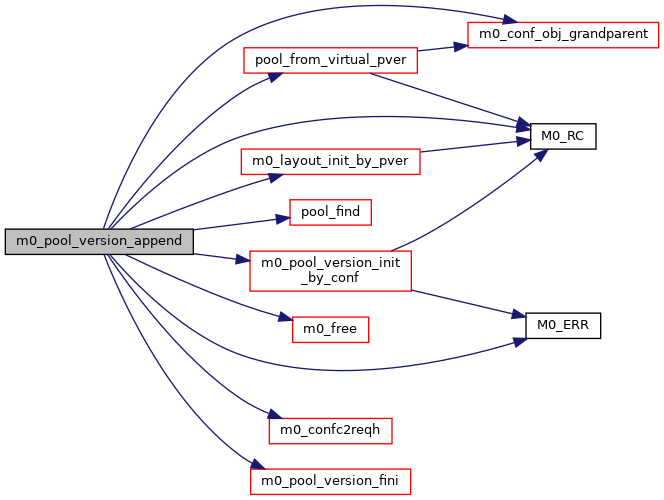 m0_conf_obj_grandparent
pool_from_virtual_pver
M0_RC
m0_layout_init_by_pver
pool_find
m0_pool_version_append
m0_pool_version_init
_by_conf
m0_free
M0_ERR
m0_confc2reqh
m0_pool_version_fini